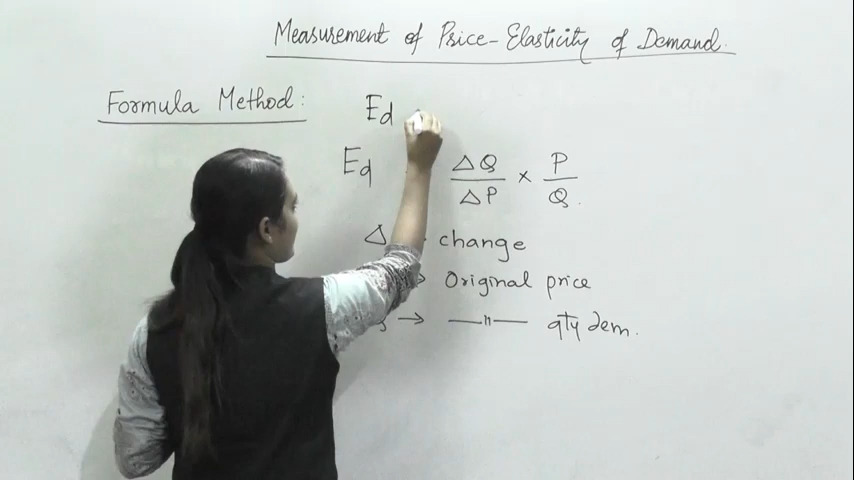 Measurement of Price-Elasticity of Demand.
Formula Method:
Ed
Ed ΔQ/ΔP × P/Q.
Δ change
→ Original price
→ —"— qty dem.